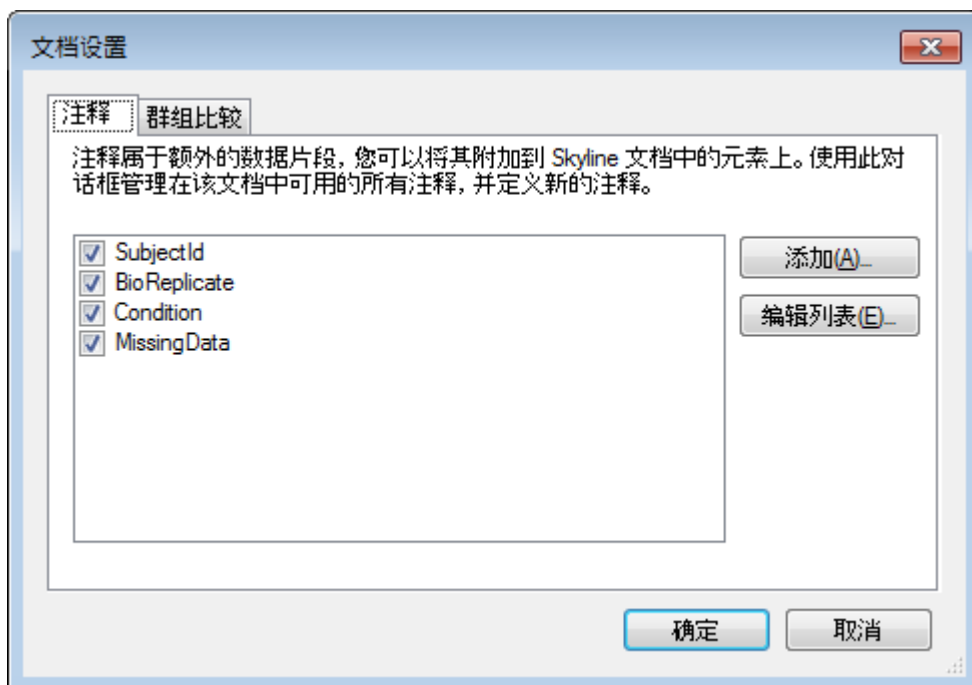 文档设置
注释
群组比较
注释属于额外的数据片段，您可以将其附加到 Skyline 文档中的元素上。使用此对
话框管理在该文档中可用的所有注释，并定义新的注释。
SubjectId
BioReplicate
Condition
MissingData
添加(A)...
编辑列表(E)...
确定
取消